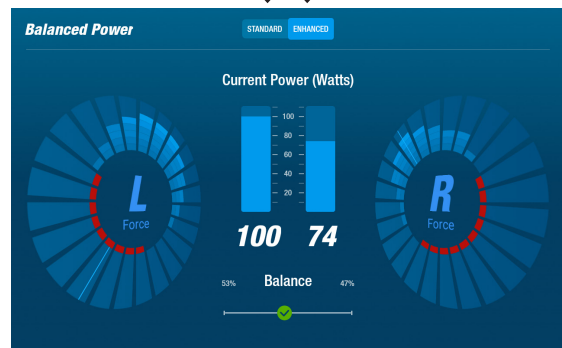 Balanced Power
STANDARD ENHANCED
Current Power (Watts)
100
80
60
40
20
L
Force
R
Force
100 74
53% Balance 47%